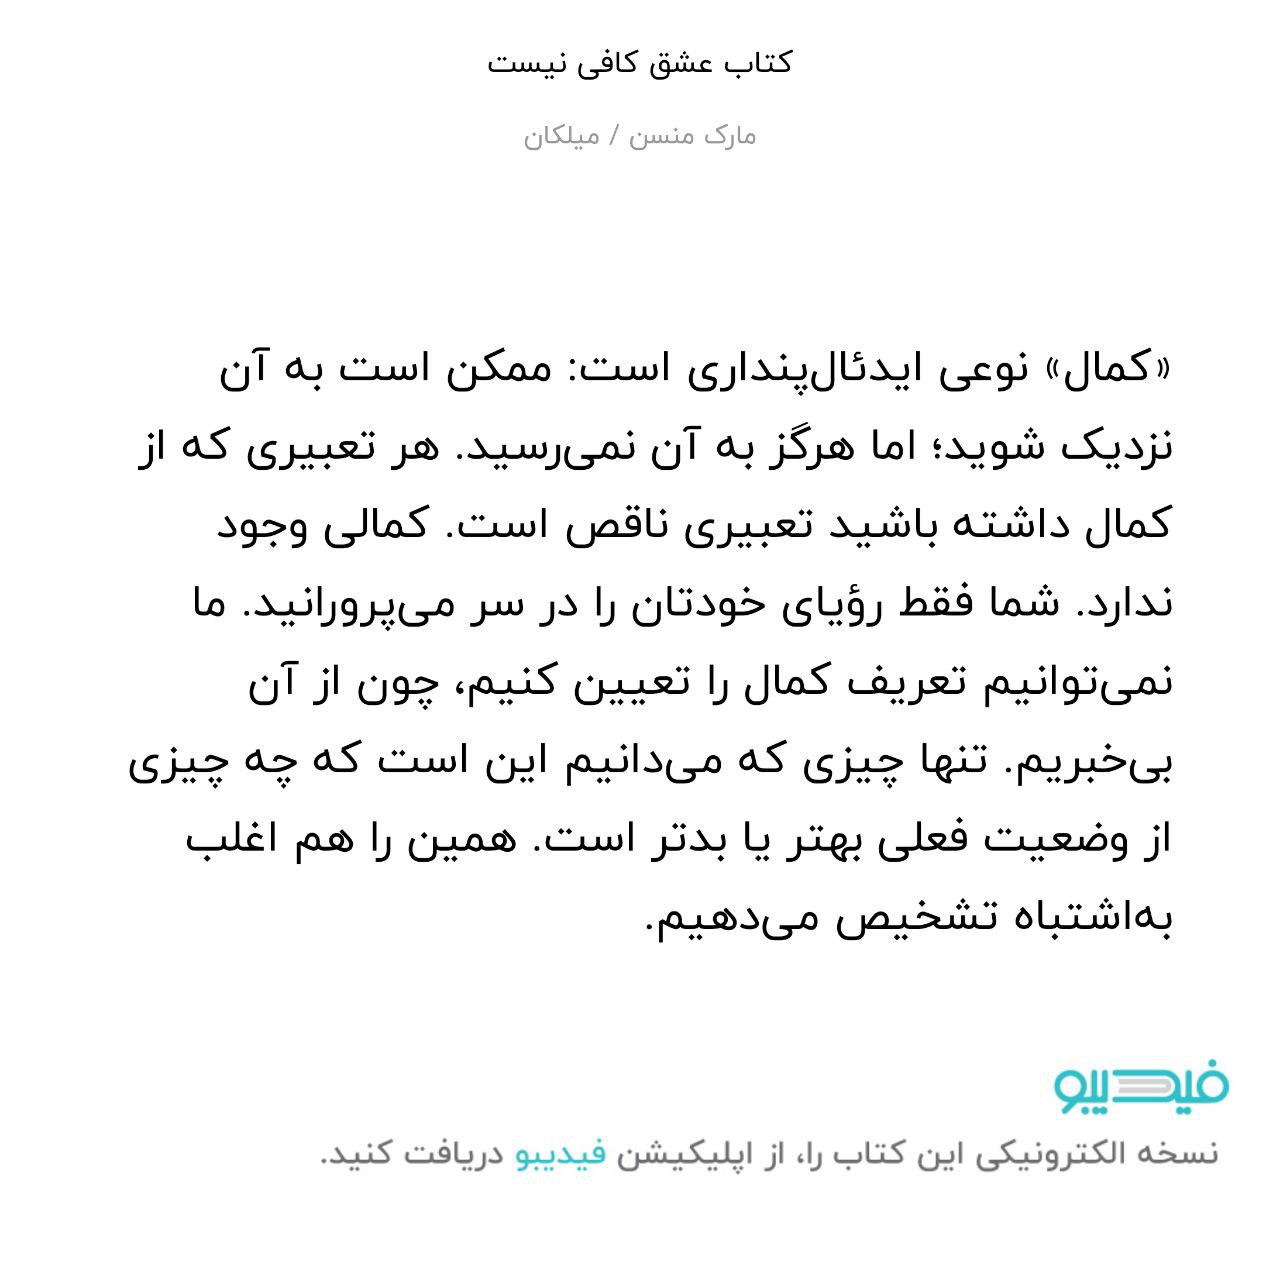 کتاب عشق کافی نیست
مارک منسن / میلکان
«کمال» نوعی ایدئال‌پنداری است: ممکن است به آن
نزدیک شوید؛ اما هرگز به آن نمی‌رسید. هر تعبیری که از
کمال داشته باشید تعبیری ناقص است. کمالی وجود
ندارد. شما فقط رؤیای خودتان را در سر می‌پرورانید. ما
نمی‌توانیم تعریف کمال را تعیین کنیم، چون از آن
بی‌خبریم. تنها چیزی که می‌دانیم این است که چه چیزی
از وضعیت فعلی بهتر یا بدتر است. همین را هم اغلب
به‌اشتباه تشخیص می‌دهیم.
فیدیبو
نسخه الکترونیکی این کتاب را، از اپلیکیشن فیدیبو دریافت کنید.